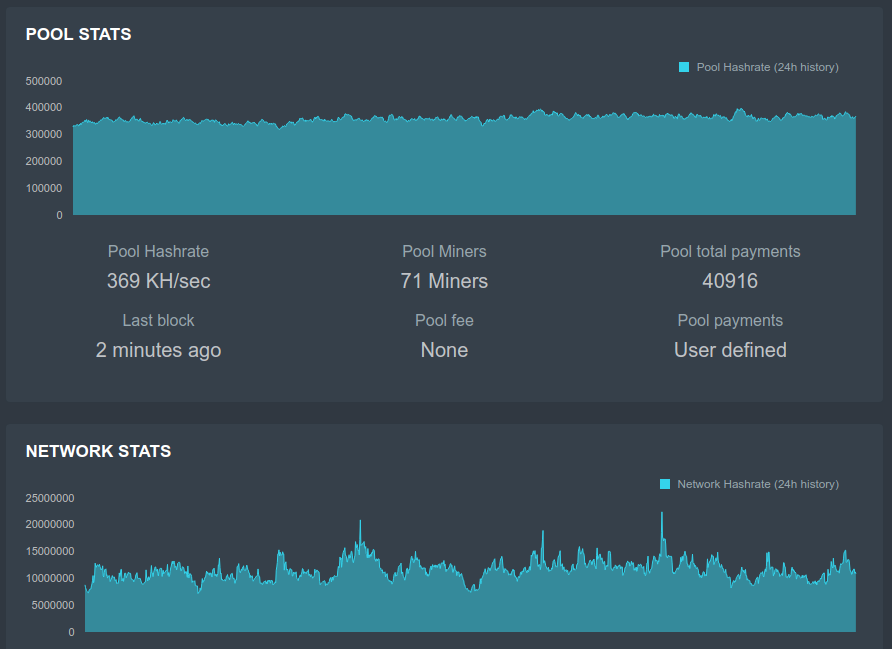 POOL STATS
Pool Hashrate (24h history)
500000
400000
300000
200000
100000
0
Pool Hashrate
369 KH/sec
Pool Miners
71 Miners
Pool total payments
40916
Last block
2 minutes ago
Pool fee
None
Pool payments
User defined
NETWORK STATS
Network Hashrate (24h history)
25000000
20000000
15000000
10000000
5000000
0